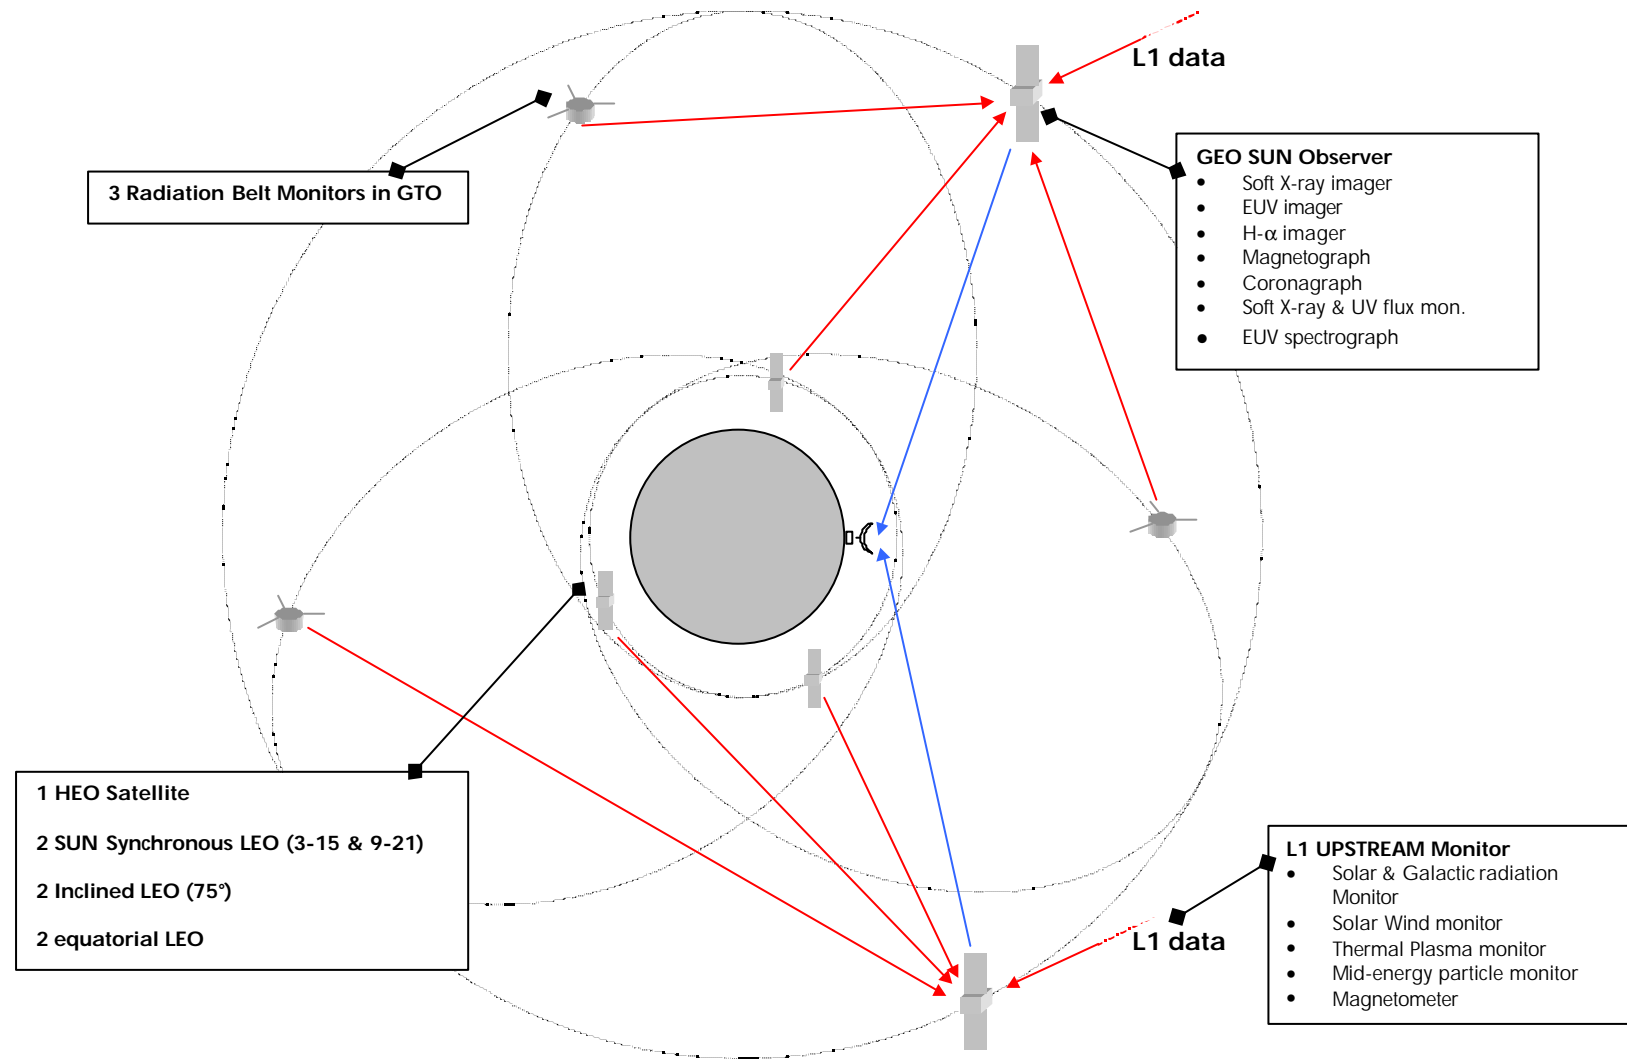 L1 data
3 Radiation Belt Monitors in GTO
GEO SUN Observer
• Soft X-ray imager
• EUV imager
• H-α imager
• Magnetograph
• Coronagraph
• Soft X-ray & UV flux mon.
• EUV spectrograph
1 HEO Satellite
2 SUN Synchronous LEO (3-15 & 9-21)
2 Inclined LEO (75°)
2 equatorial LEO
L1 data
L1 UPSTREAM Monitor
• Solar & Galactic radiation
Monitor
• Solar Wind monitor
• Thermal Plasma monitor
• Mid-energy particle monitor
• Magnetometer